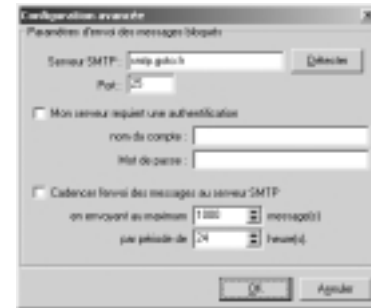 Configuration avancée
Paramètres d'envoi des messages bloqués
Serveur SMTP :
Détecter
Port : 25
Mon serveur requiert une authentification
nom du compte :
Mot de passe :
Cadencer l'envoi des messages au serveur SMTP
en envoyant au maximum 1000 message(s)
par période de 24 heure(s).
OK Annuler